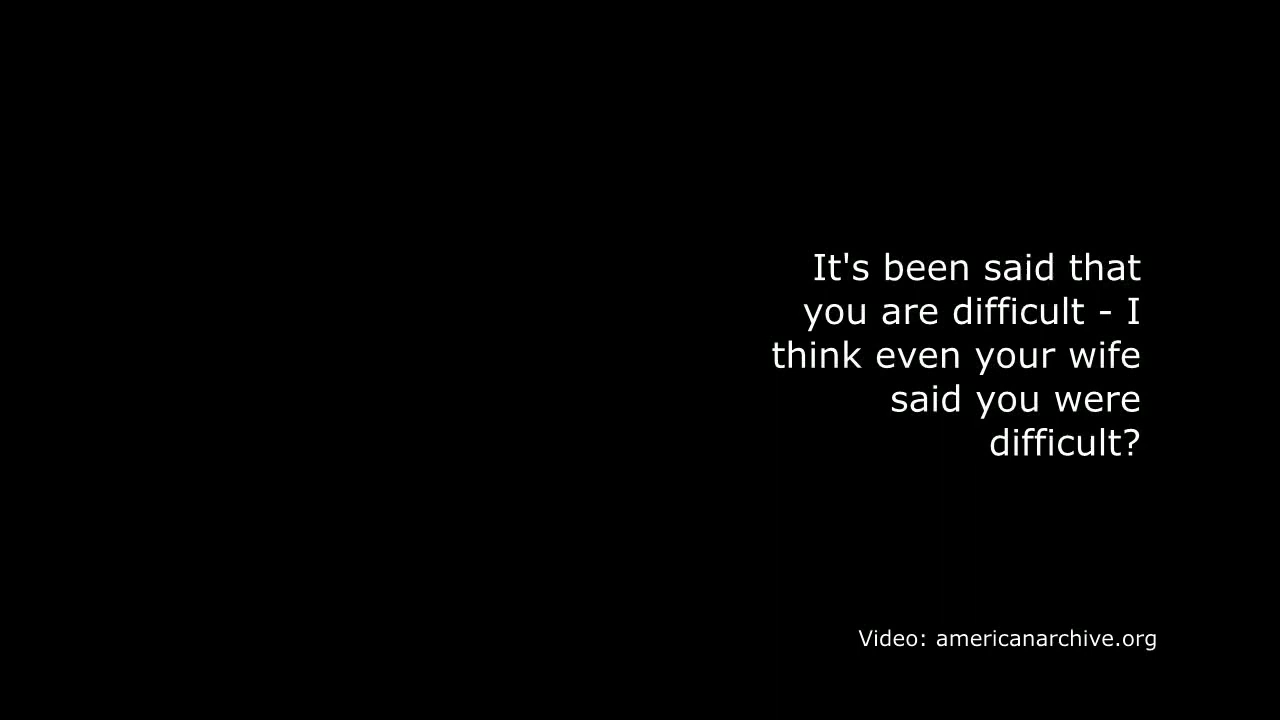 It's been said that
you are difficult - I
think even your wife
said you were
difficult?
Video: americanarchive.org